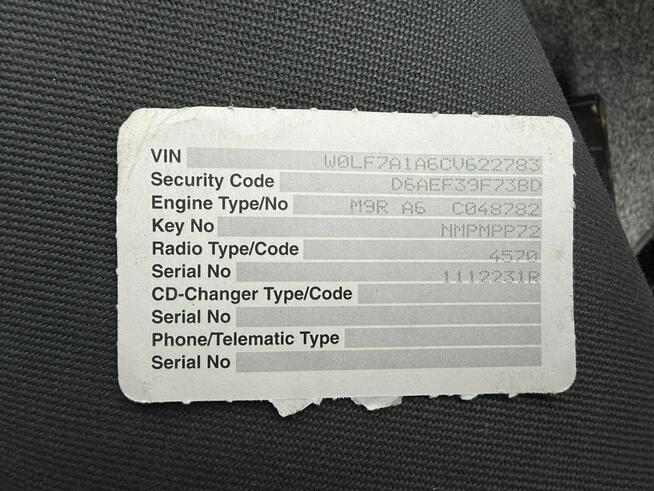 VIN W0LF7A1A6CV622783
Security Code D6AEF39F73BD
Engine Type/No M9R A6 C048782
Key No NMPMPP72
Radio Type/Code 4570
Serial No 1112231R
CD-Changer Type/Code
Serial No
Phone/Telematic Type
Serial No